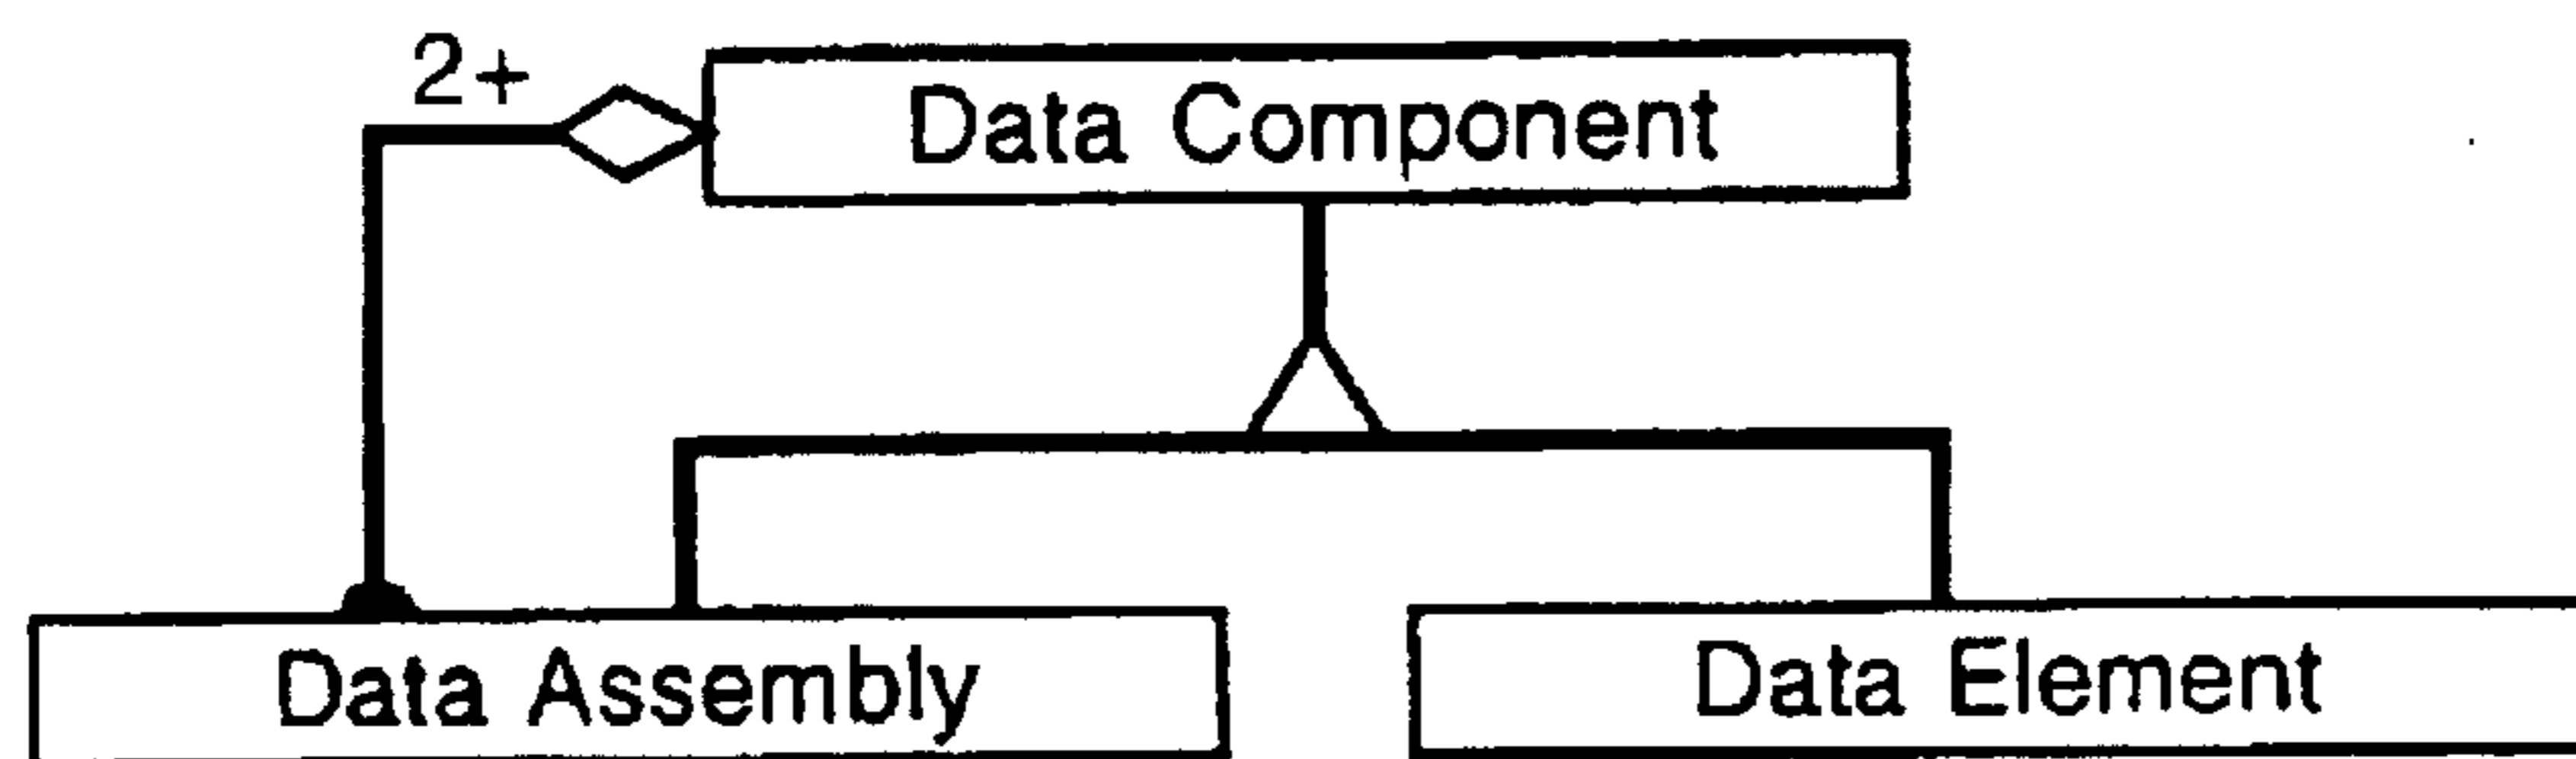 2+
Data Component
Data Assembly
Data Element